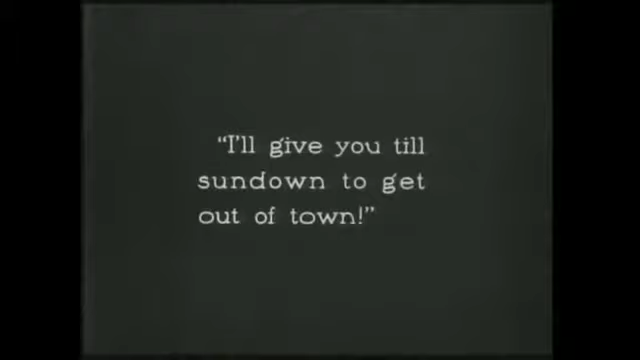 "I'll give you till
sundown to get
out of town!"